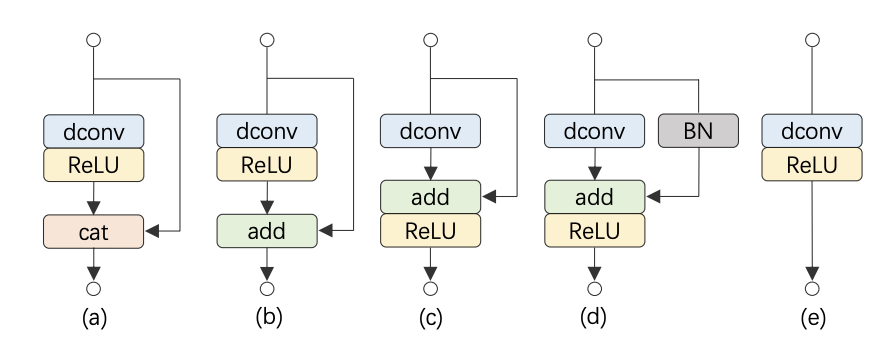 dconv
ReLU
cat
(a)
dconv
ReLU
add
(b)
dconv
add
ReLU
(c)
dconv
BN
add
ReLU
(d)
dconv
ReLU
(e)